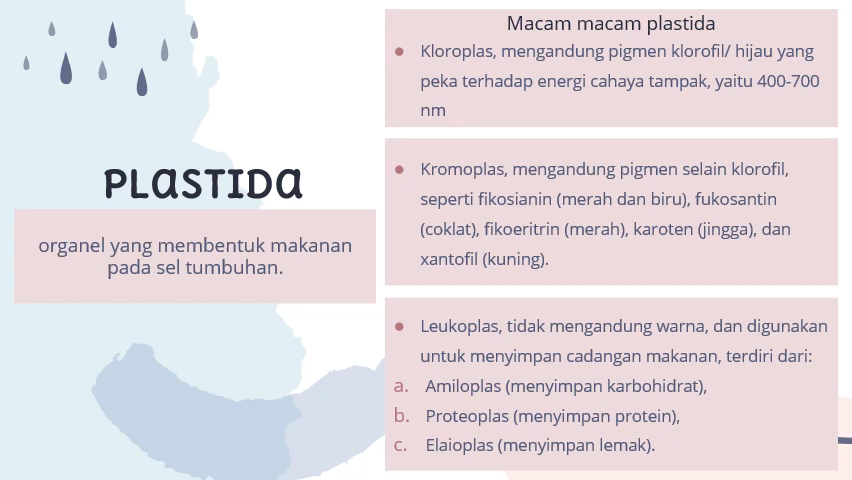 PLASTIDA
organel yang membentuk makanan
pada sel tumbuhan.
Macam macam plastida
● Kloroplas, mengandung pigmen klorofil/ hijau yang
peka terhadap energi cahaya tampak, yaitu 400-700
nm
● Kromoplas, mengandung pigmen selain klorofil,
seperti fikosianin (merah dan biru), fukosantin
(coklat), fikoeritrin (merah), karoten (jingga), dan
xantofil (kuning).
● Leukoplas, tidak mengandung warna, dan digunakan
untuk menyimpan cadangan makanan, terdiri dari:
a. Amiloplas (menyimpan karbohidrat),
b. Proteoplas (menyimpan protein),
c. Elaioplas (menyimpan lemak).